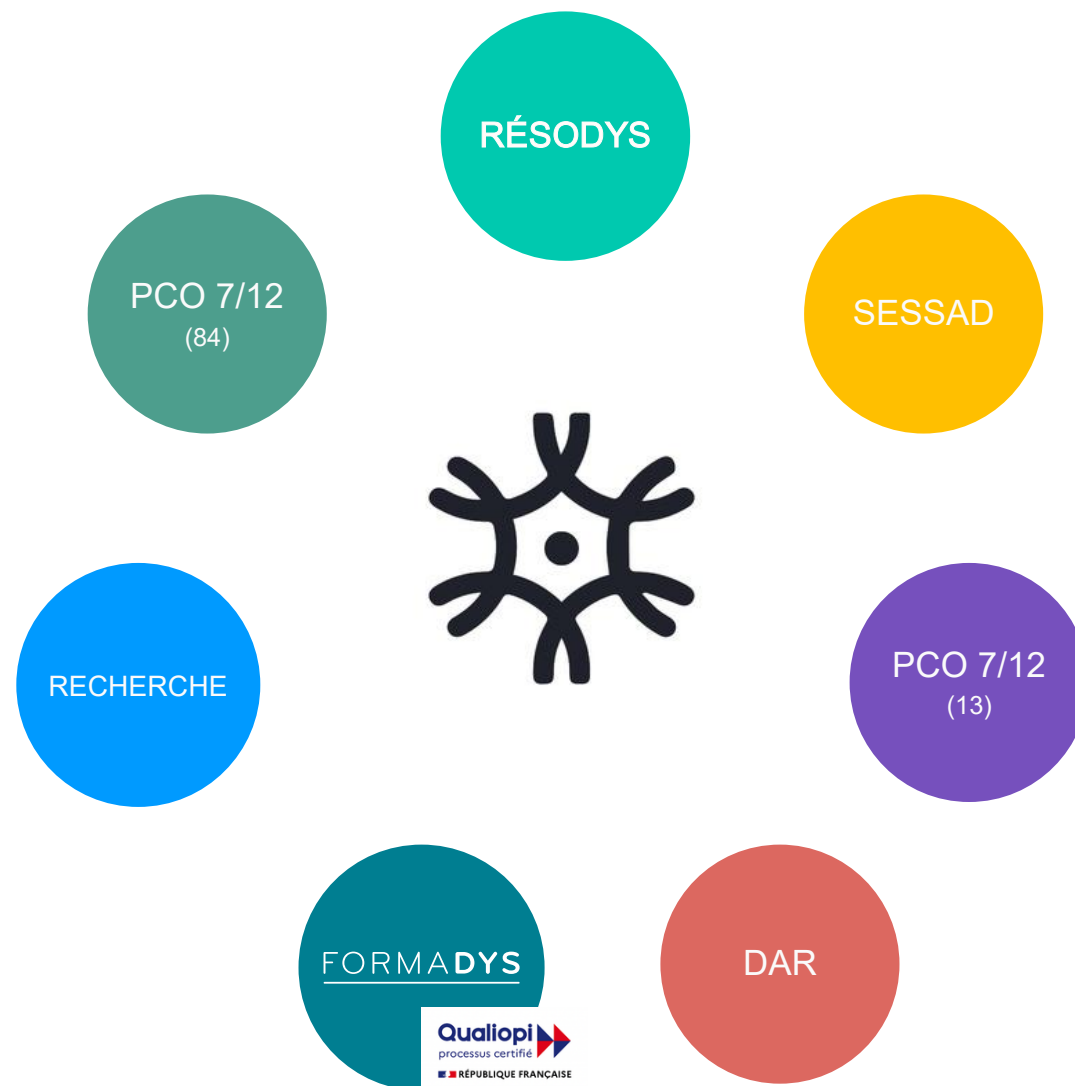 RÉSODYS
PCO 7/12
(84)
SESSAD
RECHERCHE
PCO 7/12
(13)
FORMADYS
DAR
Qualiopi
processus certifié
RÉPUBLIQUE FRANÇAISE